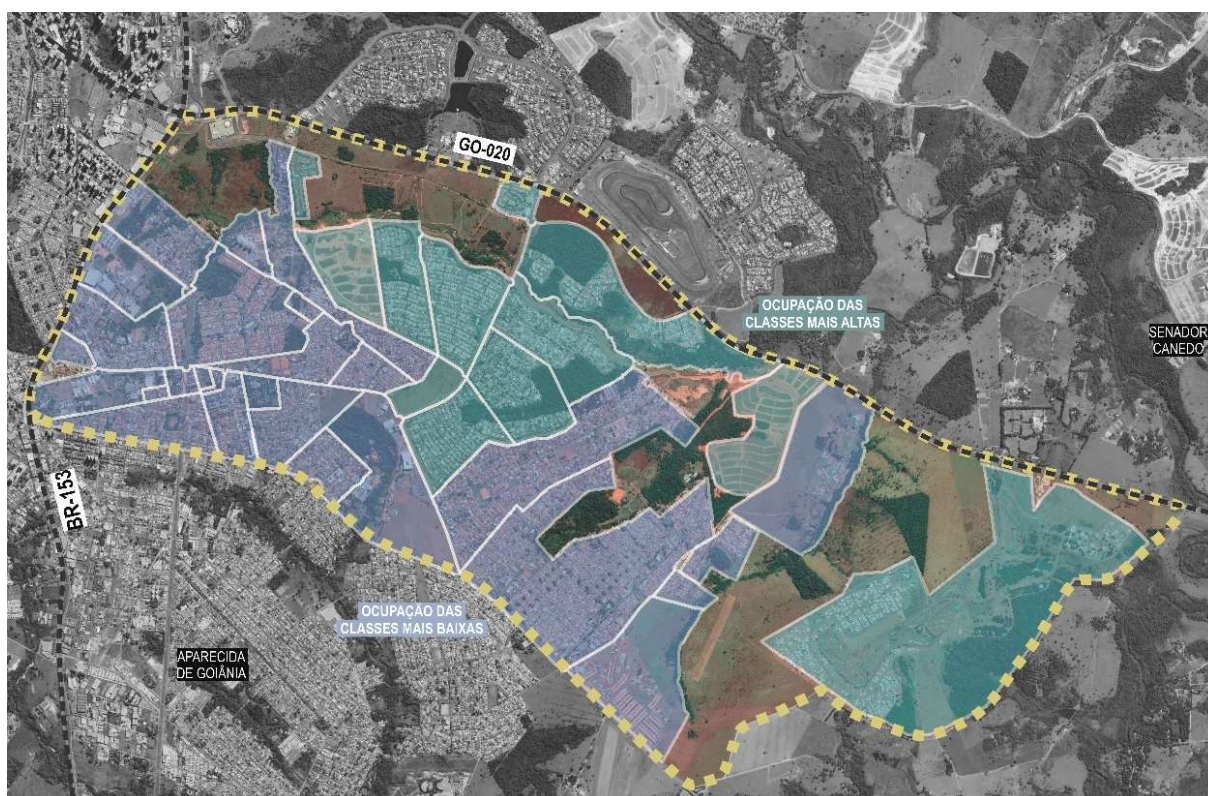 GO-020
OCUPAÇÃO DAS
CLASSES MAIS ALTAS
SENADOR
CANEDO
BR-153
OCUPAÇÃO DAS
CLASSES MAIS BAIXAS
APARECIDA
DE GOIÂNIA